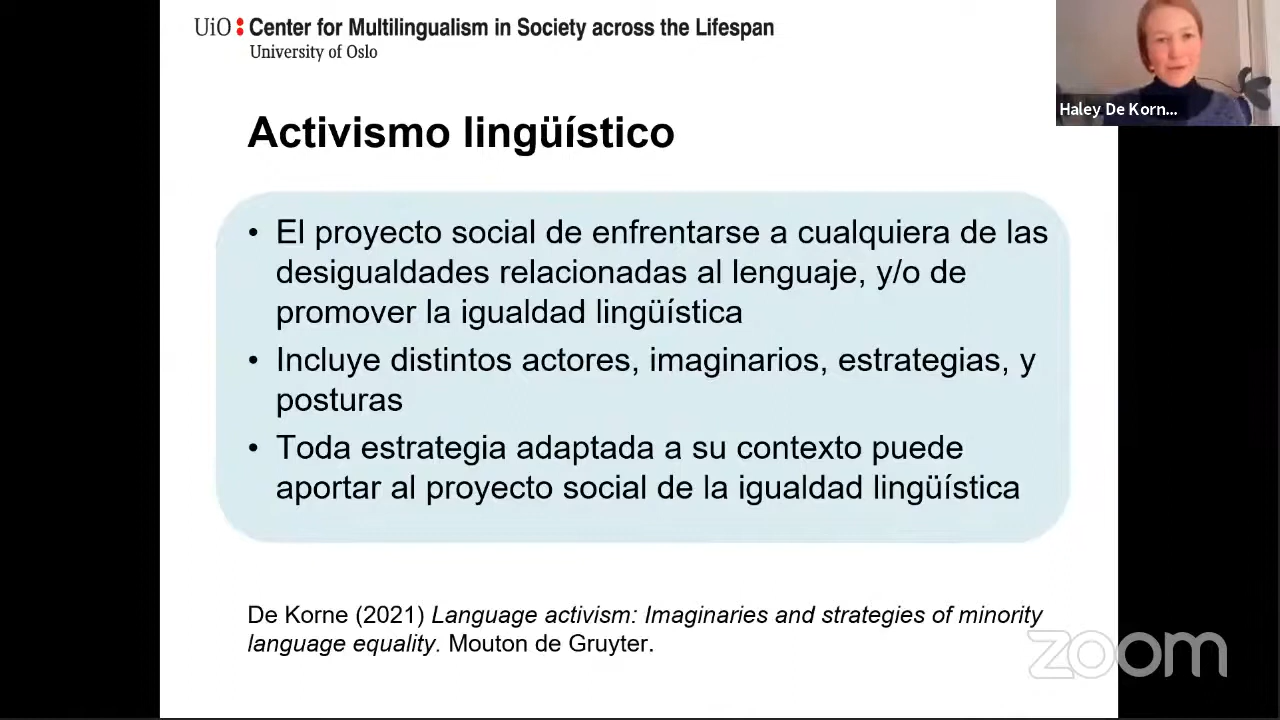 UiO : Center for Multilingualism in Society across the Lifespan
University of Oslo
Haley De Korn...
Activismo lingüístico
• El proyecto social de enfrentarse a cualquiera de las
desigualdades relacionadas al lenguaje, y/o de
promover la igualdad lingüística
• Incluye distintos actores, imaginarios, estrategias, y
posturas
• Toda estrategia adaptada a su contexto puede
aportar al proyecto social de la igualdad lingüística
De Korne (2021) Language activism: Imaginaries and strategies of minority
language equality. Mouton de Gruyter.
zoom